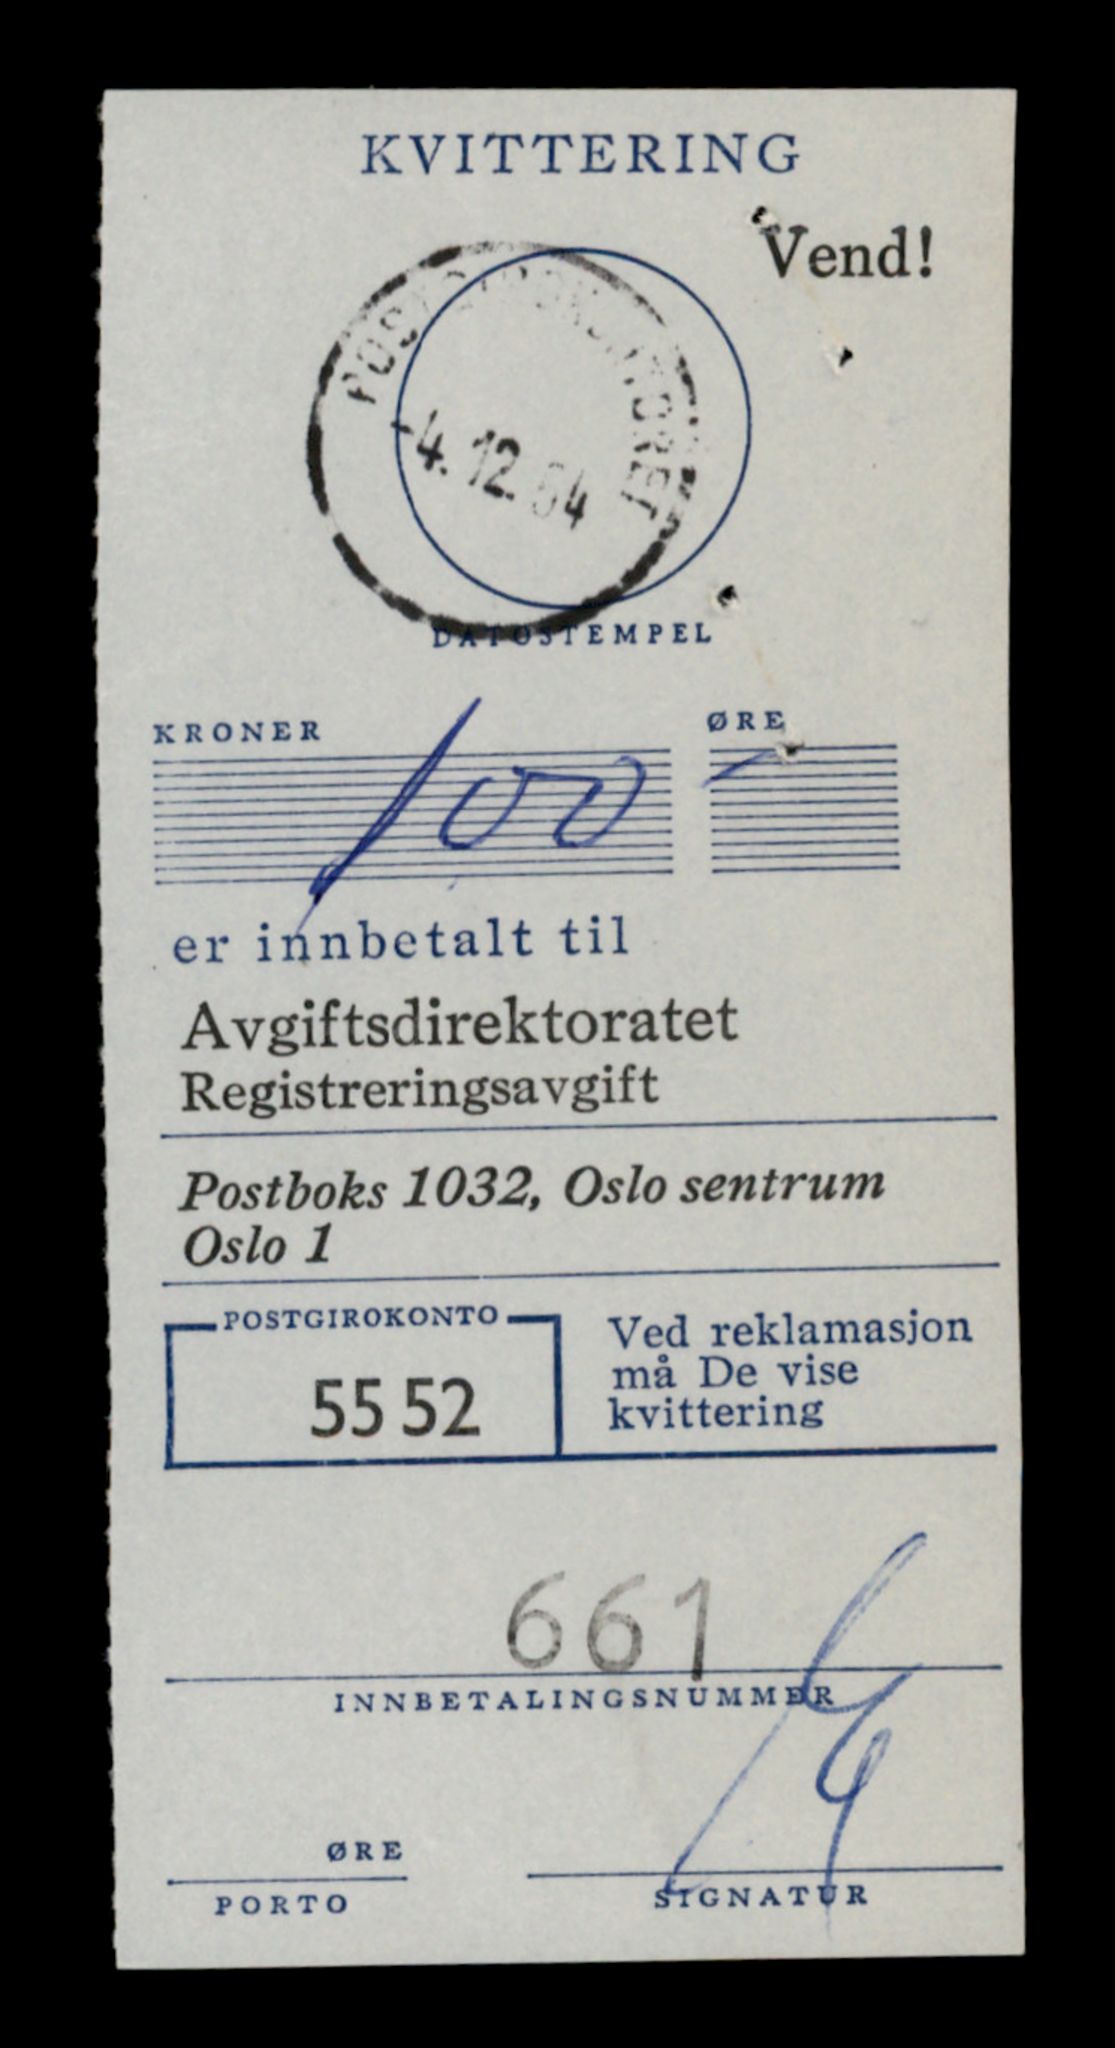 KVITTERING
Vend!
POSTGIROKONTORET
-4.12.64
DATOSTEMPEL
KRONER ØRE
100 -
er innbetalt til
Avgiftsdirektoratet
Registreringsavgift
Postboks 1032, Oslo sentrum
Oslo 1
POSTGIROKONTO
55 52
Ved reklamasjon
må De vise
kvittering
661
INNBETALINGSNUMMER
ØRE
PORTO
SIGNATUR